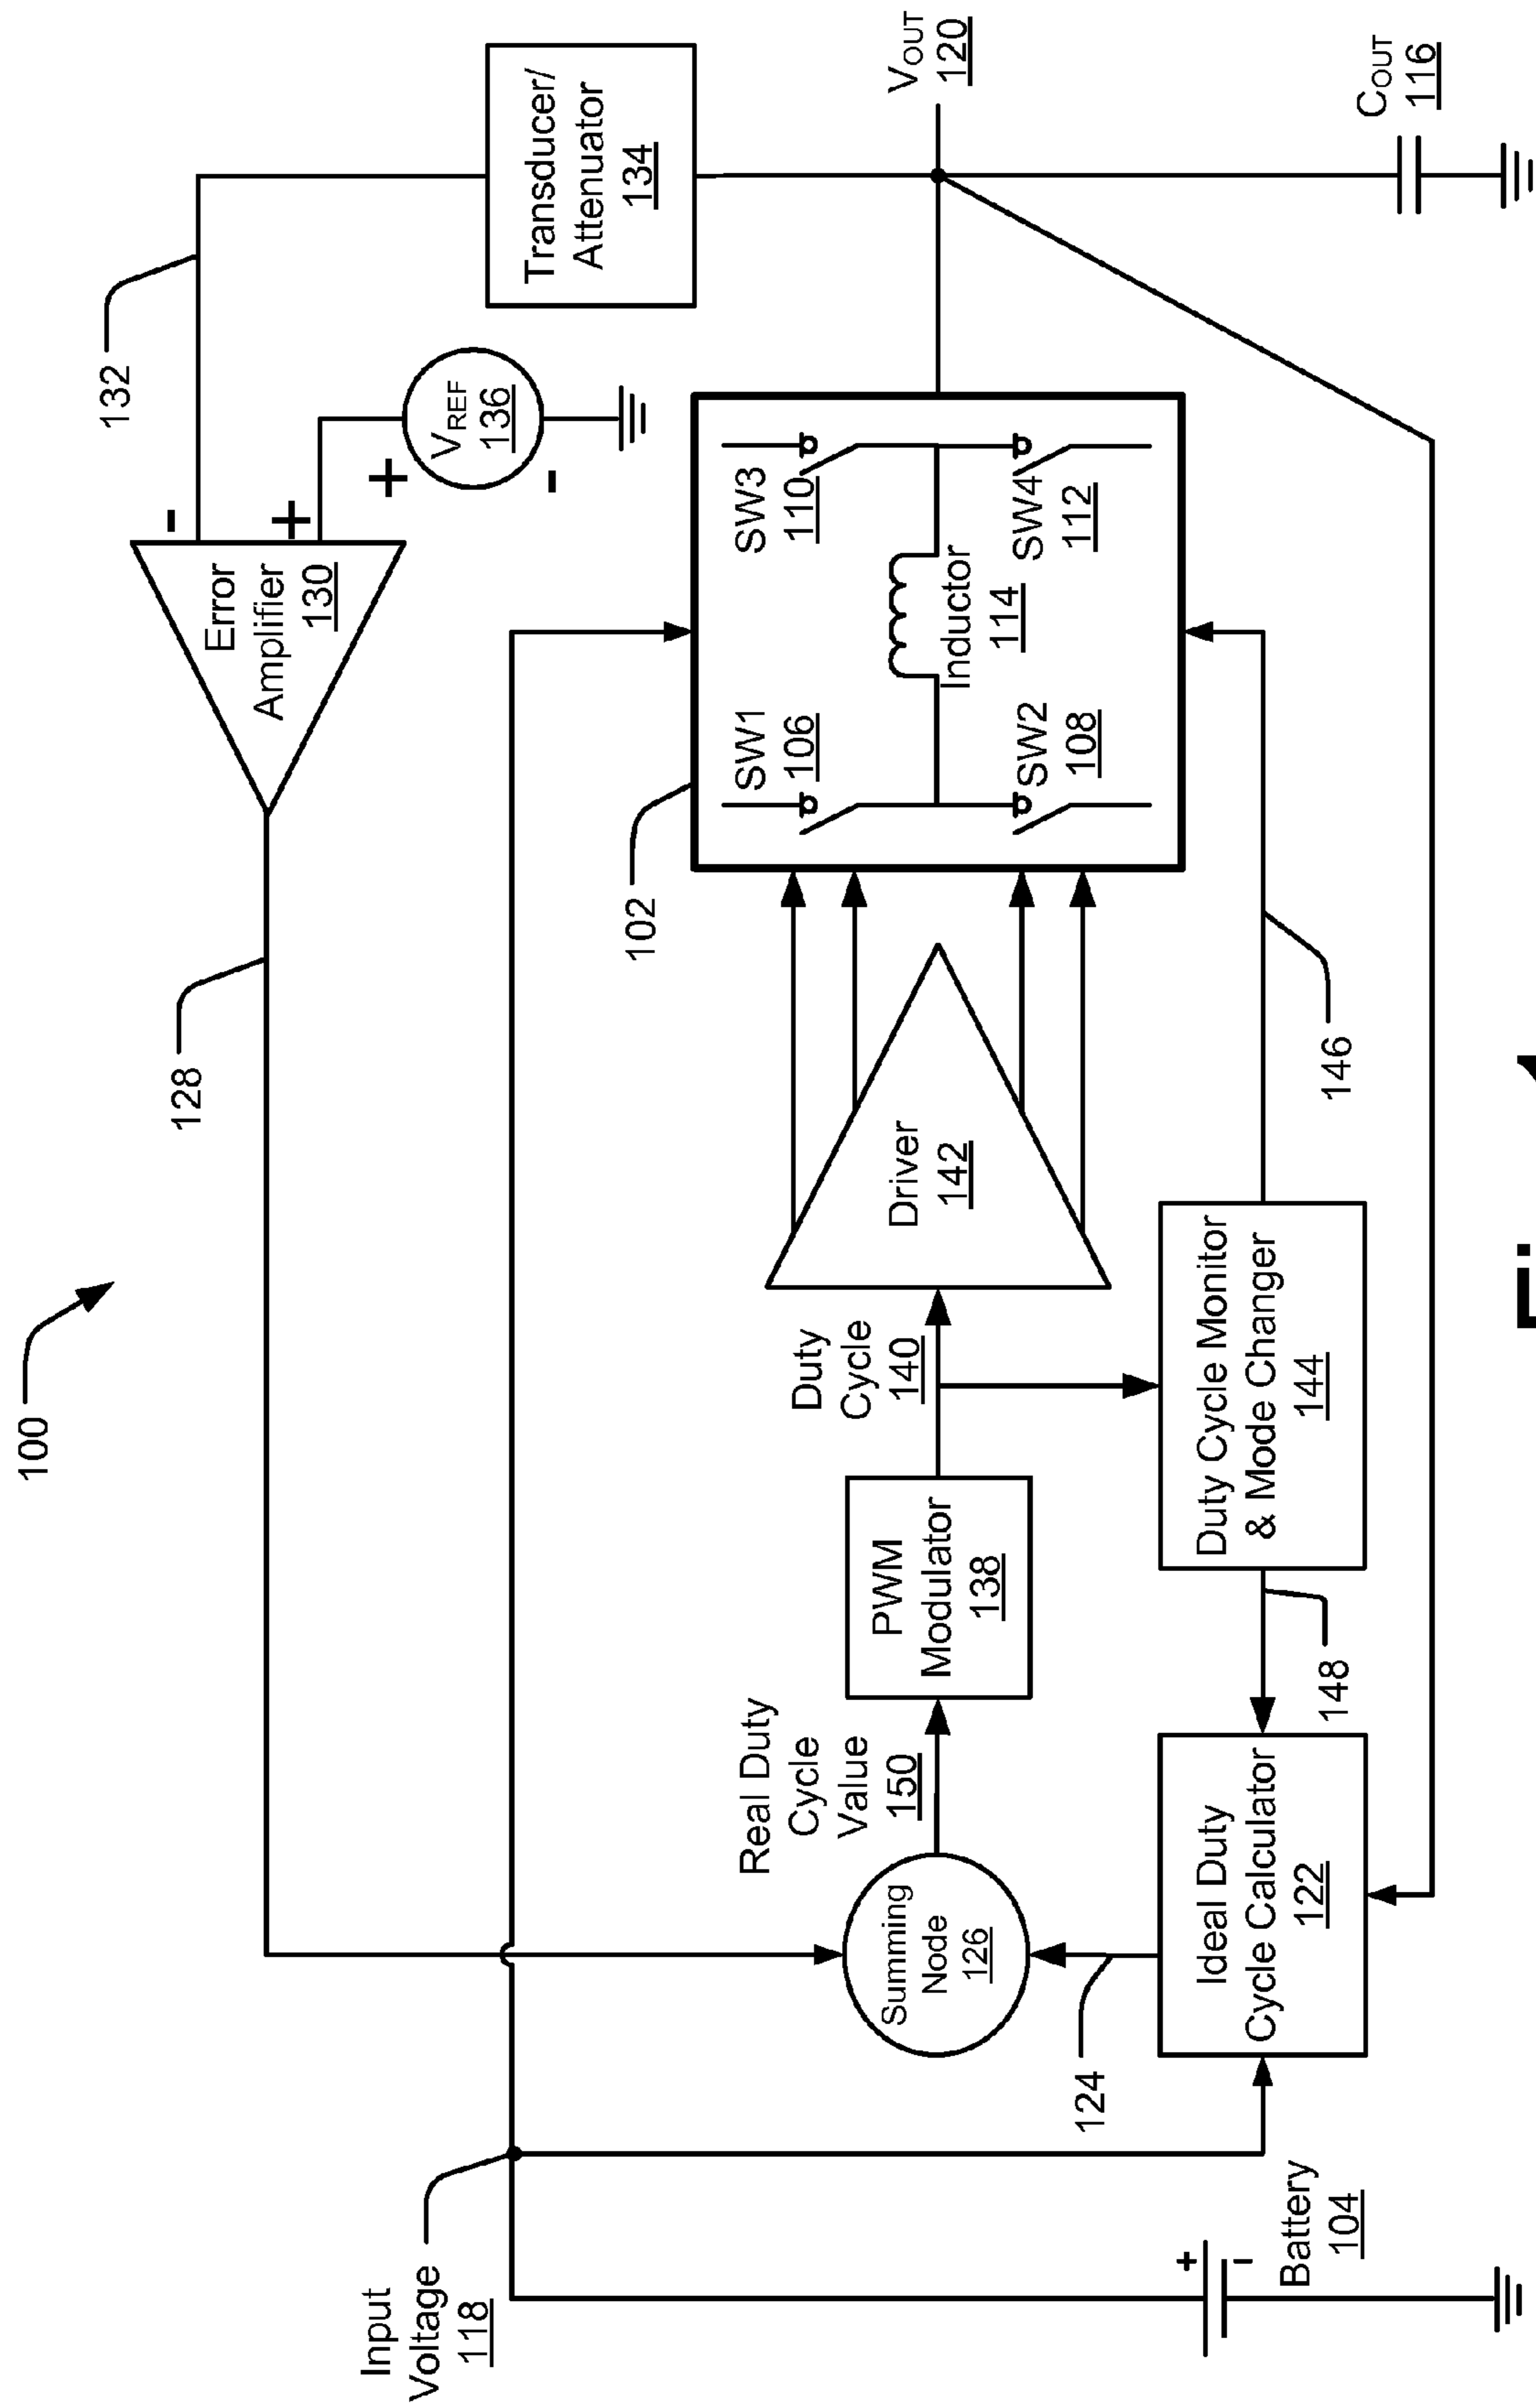 100
128
132
-
+
Error
Amplifier
130
+
V REF
136
-
Transducer/
Attenuator
134
V OUT
120
C OUT
116
Input
Voltage
118
102
SW1
106
SW3
110
Inductor
114
SW2
108
SW4
112
Real Duty
Cycle
Value
150
Summing
Node
126
PWM
Modulator
138
Duty
Cycle
140
Driver
142
124
Ideal Duty
Cycle Calculator
122
148
Duty Cycle Monitor
& Mode Changer
144
146
+
-
Battery
104